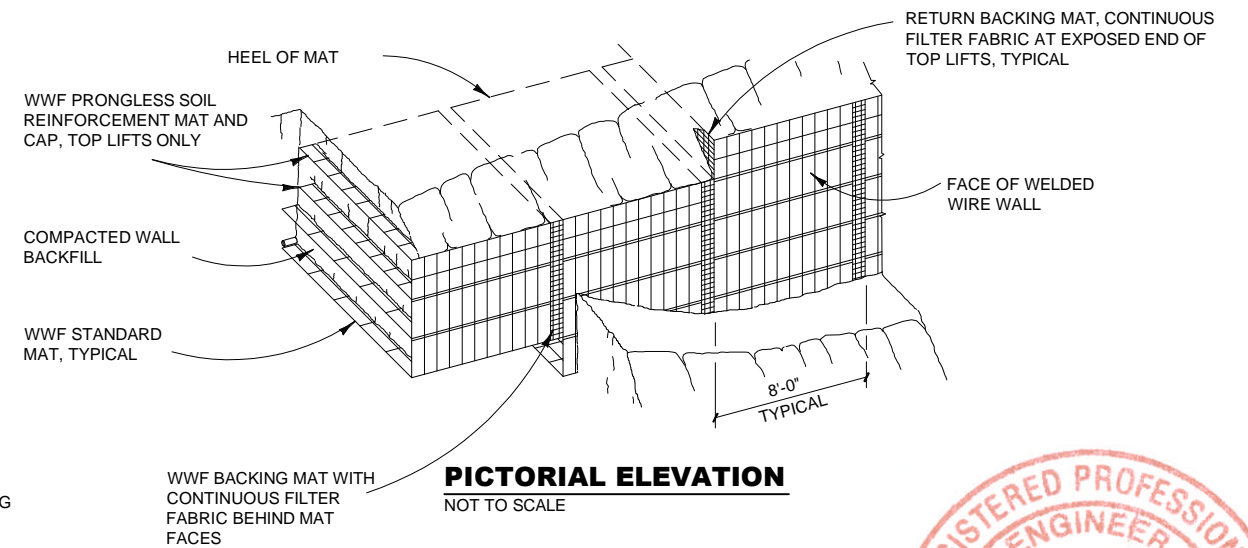 RETURN BACKING MAT, CONTINUOUS
FILTER FABRIC AT EXPOSED END OF
TOP LIFTS, TYPICAL
HEEL OF MAT
WWF PRONGLESS SOIL
REINFORCEMENT MAT AND
CAP, TOP LIFTS ONLY
FACE OF WELDED
WIRE WALL
COMPACTED WALL
BACKFILL
WWF STANDARD
MAT, TYPICAL
8'-0"
TYPICAL
WWF BACKING MAT WITH
CONTINUOUS FILTER
FABRIC BEHIND MAT
FACES
PICTORIAL ELEVATION
NOT TO SCALE
G
ISTERED PROFESSION
ENGINEER